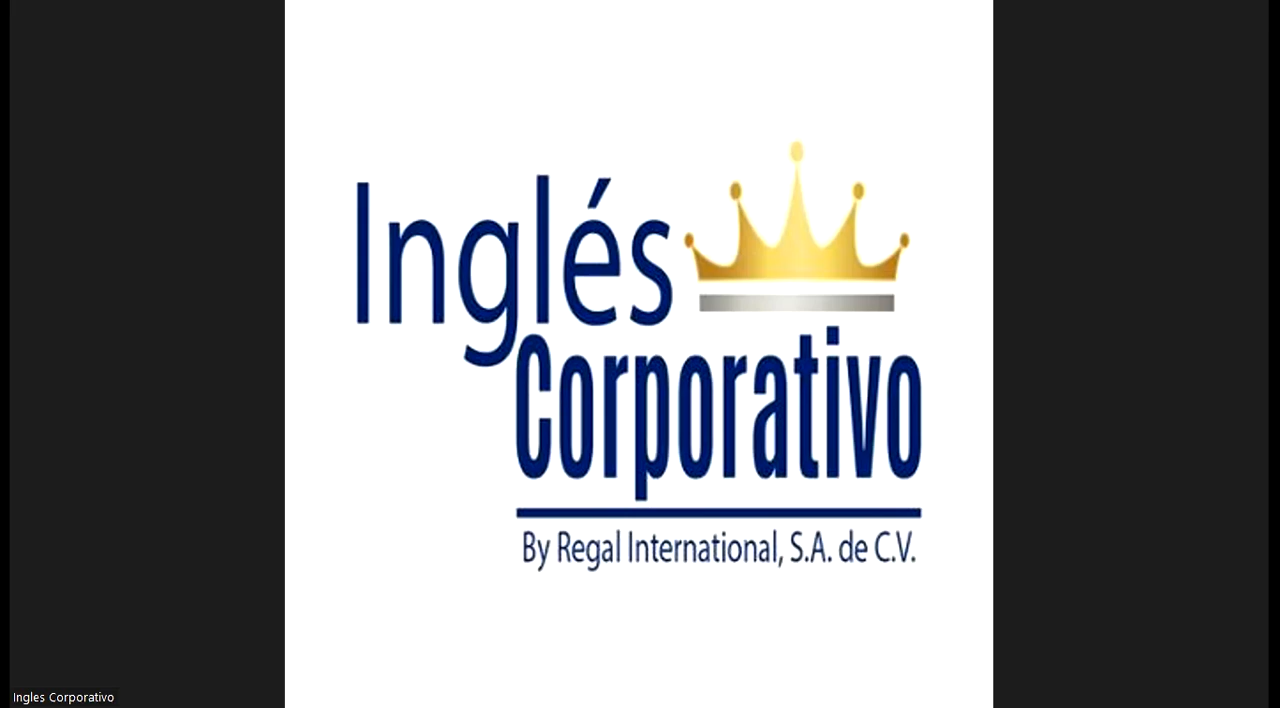 Inglés
Corporativo
By Regal International, S.A. de C.V.
Ingles Corporativo